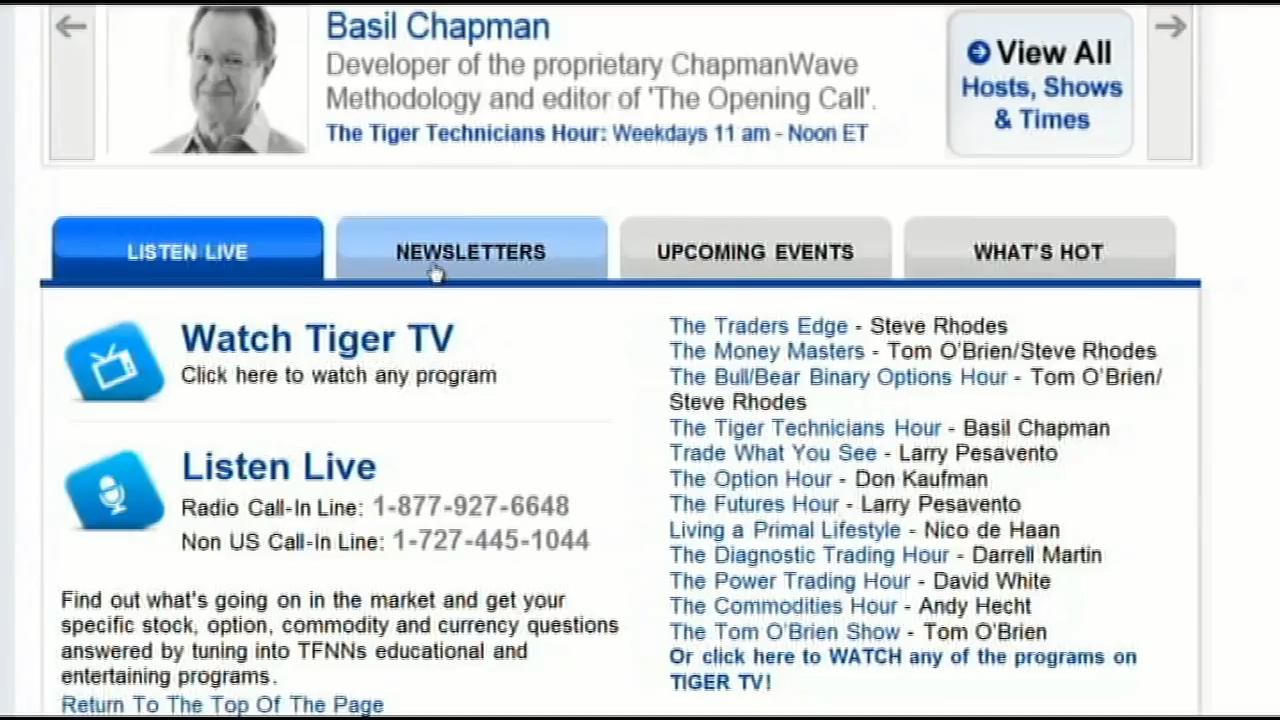 Basil Chapman
Developer of the proprietary ChapmanWave
Methodology and editor of 'The Opening Call'.
The Tiger Technicians Hour: Weekdays 11 am - Noon ET
View All
Hosts, Shows
& Times
LISTEN LIVE
NEWSLETTERS
UPCOMING EVENTS
WHAT'S HOT
Watch Tiger TV
Click here to watch any program
Listen Live
Radio Call-In Line: 1-877-927-6648
Non US Call-In Line: 1-727-445-1044
Find out what's going on in the market and get your
specific stock, option, commodity and currency questions
answered by tuning into TFNNs educational and
entertaining programs.
Return To The Top Of The Page
The Traders Edge - Steve Rhodes
The Money Masters - Tom O'Brien/Steve Rhodes
The Bull/Bear Binary Options Hour - Tom O'Brien/
Steve Rhodes
The Tiger Technicians Hour - Basil Chapman
Trade What You See - Larry Pesavento
The Option Hour - Don Kaufman
The Futures Hour - Larry Pesavento
Living a Primal Lifestyle - Nico de Haan
The Diagnostic Trading Hour - Darrell Martin
The Power Trading Hour - David White
The Commodities Hour - Andy Hecht
The Tom O'Brien Show - Tom O'Brien
Or click here to WATCH any of the programs on
TIGER TV!